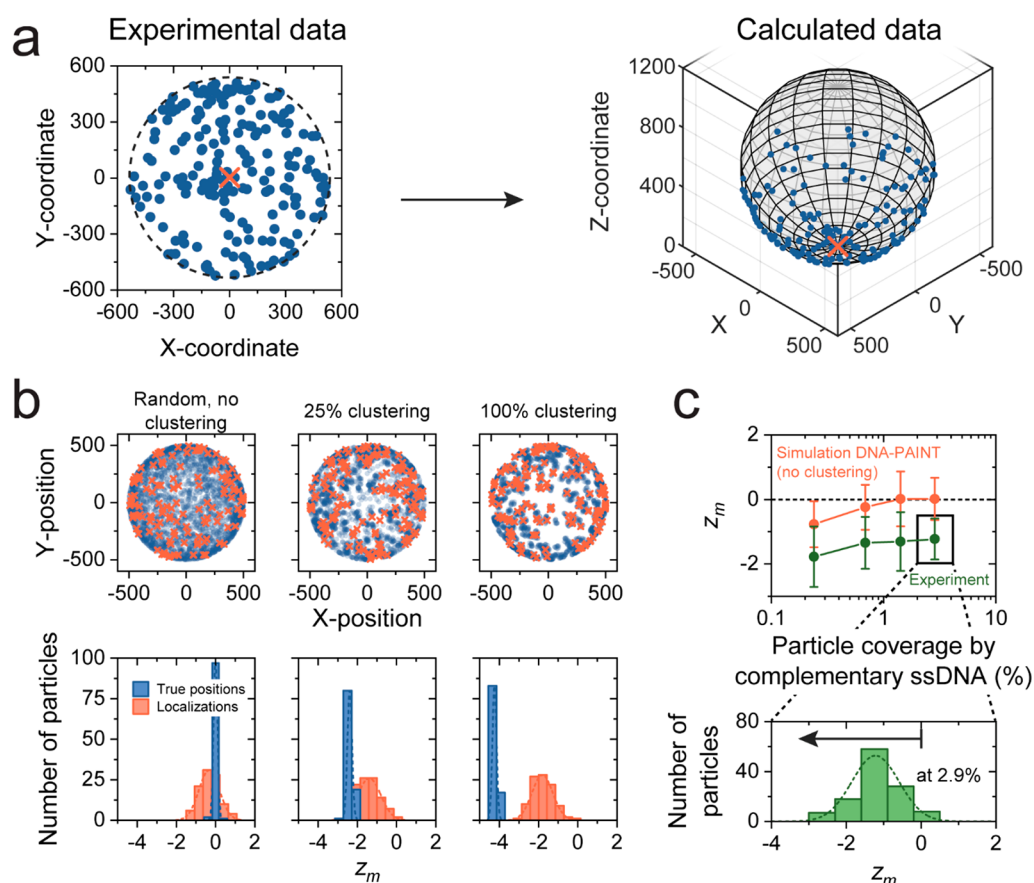 a
Experimental data
Calculated data
600
300
0
-300
-600
Y-coordinate
-600 -300 0 300 600
X-coordinate
1200
800
400
0
Z-coordinate
-500
0
500
X
-500
0
500
Y
b
Random, no
clustering
25% clustering
100% clustering
500
0
-500
Y-position
-500 0 500
-500 0 500
-500 0 500
X-position
100
75
50
25
0
Number of particles
True positions
Localizations
-4 -2 0 2
-4 -2 0 2
-4 -2 0 2
zm
c
2
0
-2
zm
Simulation DNA-PAINT
(no clustering)
Experiment
0.1 1 10
Particle coverage by
complementary ssDNA (%)
80
40
0
Number of
particles
at 2.9%
-4 -2 0 2
zm